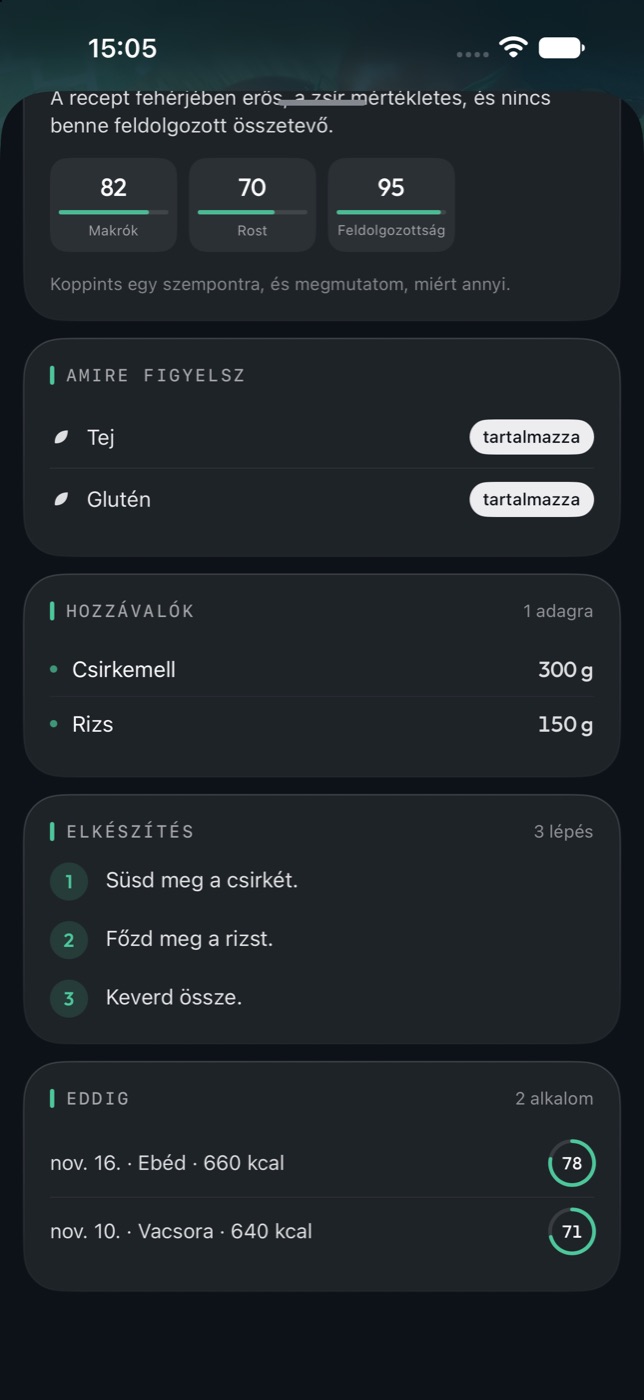 15:05
A recept fehérjében erős, a zsír mértékletes, és nincs
benne feldolgozott összetevő.
82
70
95
Makrók
Rost
Feldolgozottság
Koppints egy szempontra, és megmutatom, miért annyi.
AMIRE FIGYELSZ
Tej
tartalmazza
Glutén
tartalmazza
HOZZÁVALÓK
1 adagra
Csirkemell
300 g
Rizs
150 g
ELKÉSZÍTÉS
3 lépés
1 Süsd meg a csirkét.
2 Főzd meg a rizst.
3 Keverd össze.
EDDIG
2 alkalom
nov. 16. · Ebéd · 660 kcal
78
nov. 10. · Vacsora · 640 kcal
71